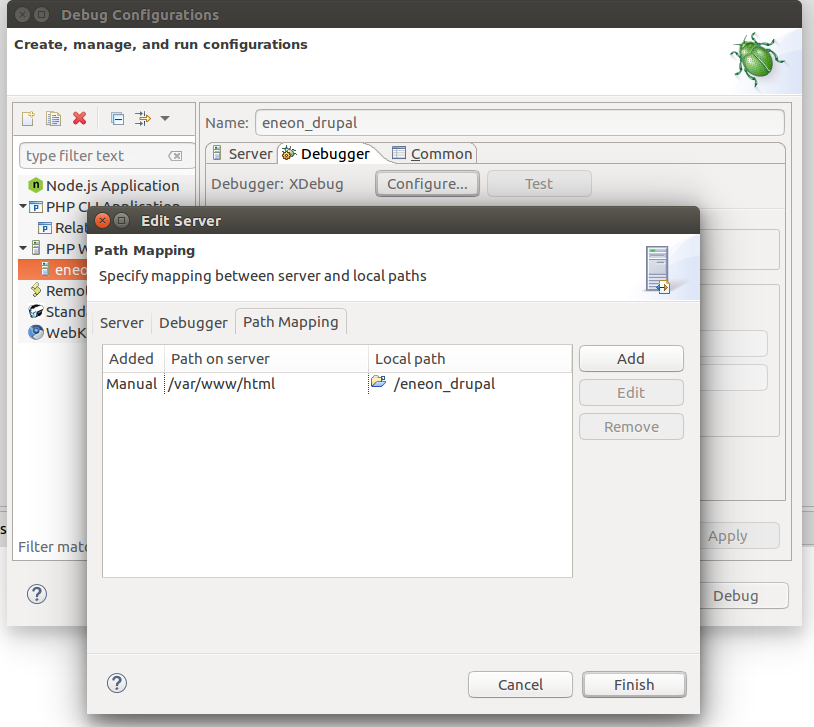 Debug Configurations
Create, manage, and run configurations
Name: eneon_drupal
type filter text
Server Debugger Common
Node.js Application
Debugger: XDebug Configure... Test
PHP CLI Application
Edit Server
Rela
Path Mapping
PHP W
Specify mapping between server and local paths
eneo
Remo
Stand
Server Debugger Path Mapping
WebK
Added Path on server Local path Add
Manual /var/www/html /eneon_drupal
Edit
Remove
s
Apply
Filter matc
Debug
?
?
Cancel Finish